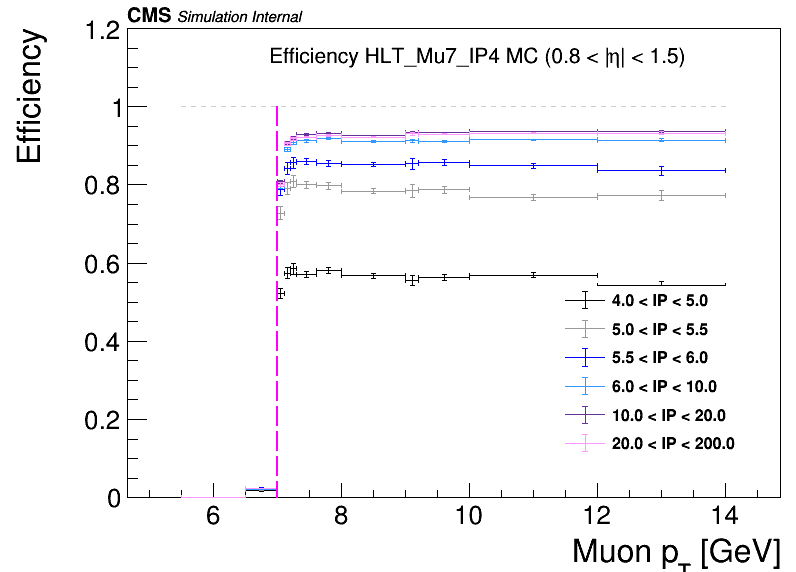 CMS Simulation Internal
Efficiency HLT_Mu7_IP4 MC (0.8 < |η| < 1.5)
Efficiency
1.2
1
0.8
0.6
0.4
0.2
0
4.0 < IP < 5.0
5.0 < IP < 5.5
5.5 < IP < 6.0
6.0 < IP < 10.0
10.0 < IP < 20.0
20.0 < IP < 200.0
6 8 10 12 14
Muon p_T [GeV]